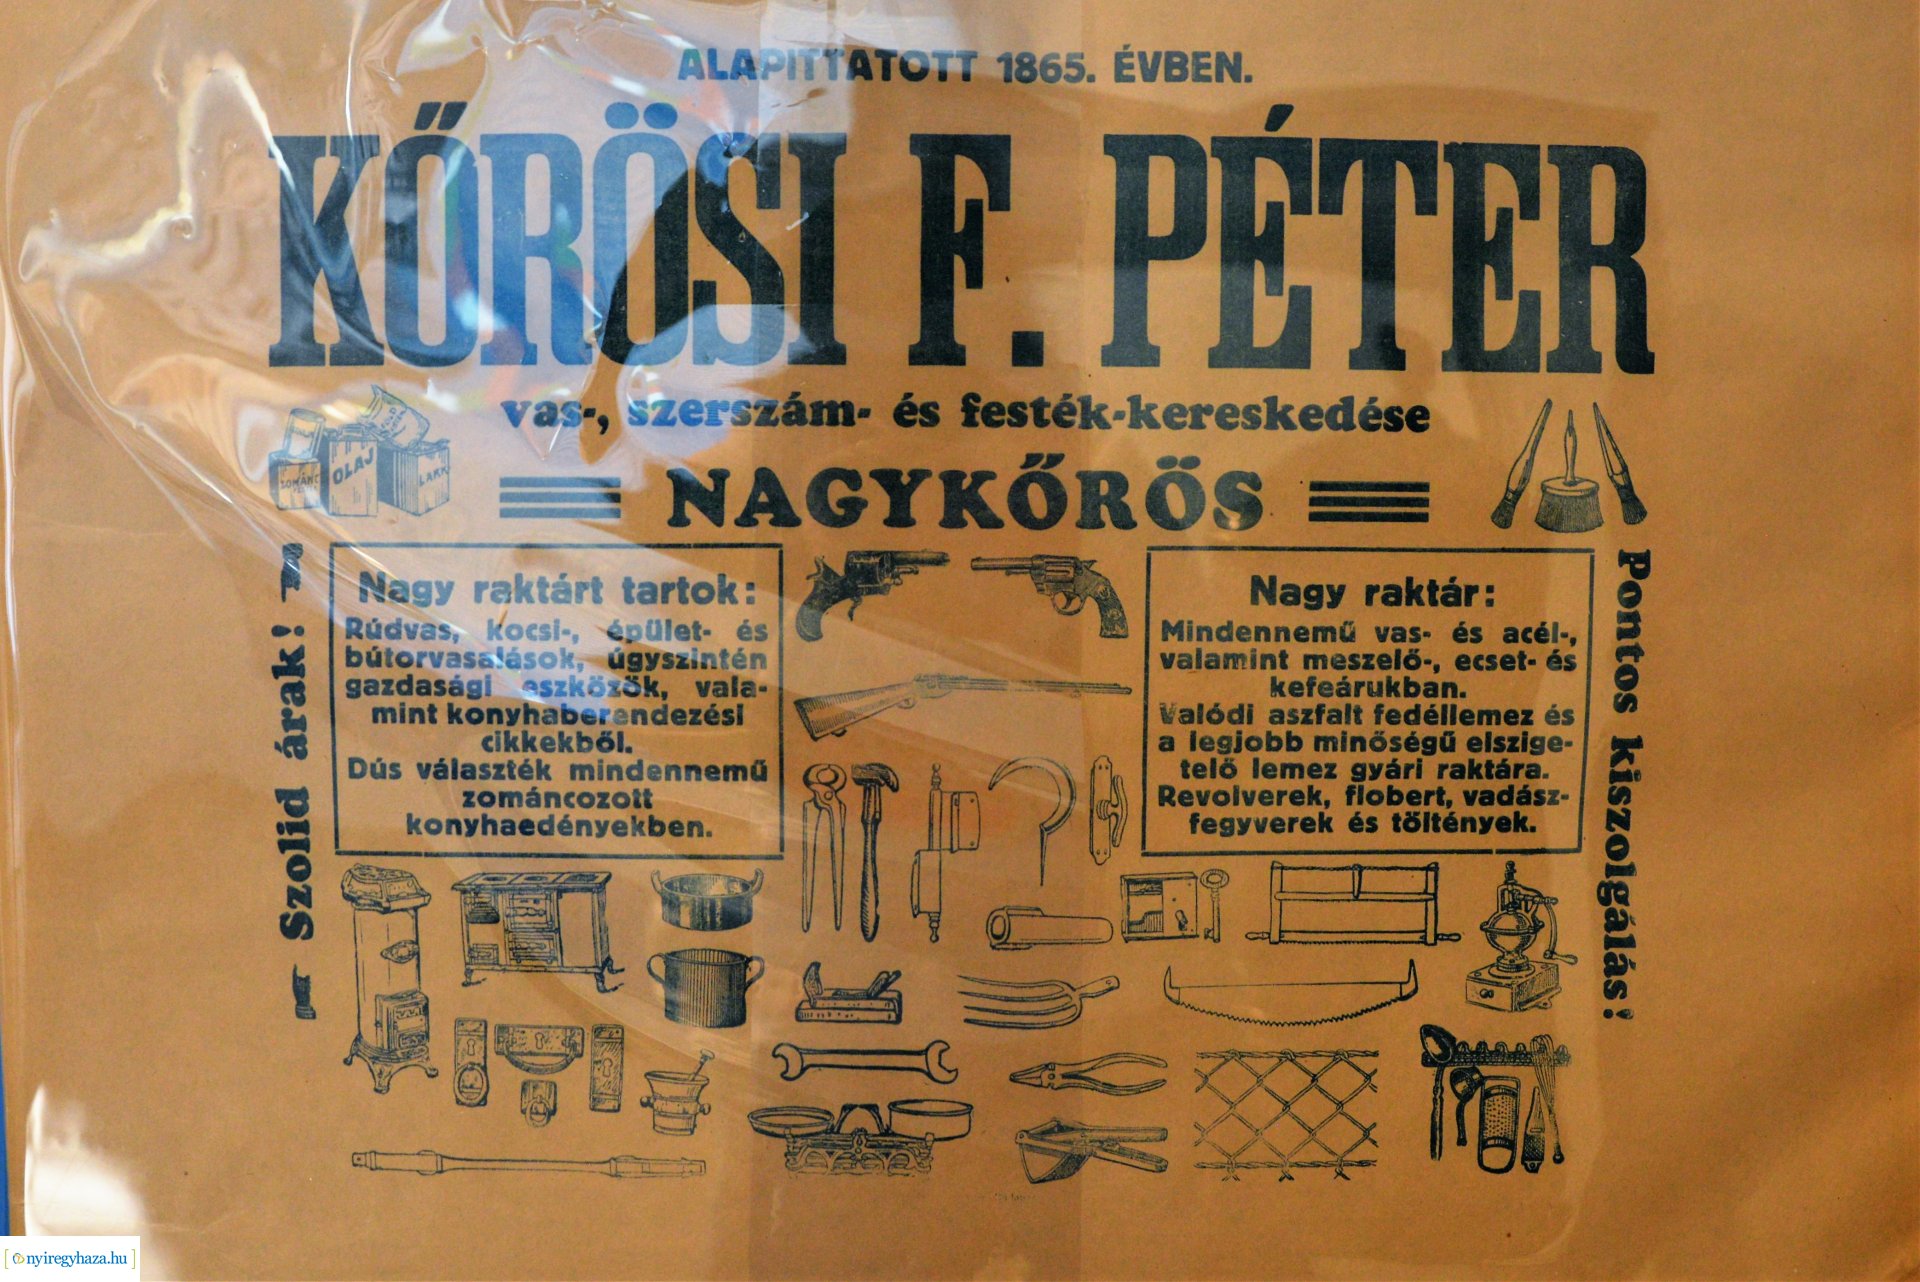 ALAPITTATOTT 1865. ÉVBEN.
KŐRÖSI F. PÉTER
vas-, szerszám- és festék-kereskedése
NAGYKŐRÖS
OLAJ
ZOMÁNC
LAKK
Szolid árak!
Nagy raktárt tartok:
Rúdvas, kocsi-, épület- és
bútorvasalások, úgyszintén
gazdasági eszközök, vala-
mint konyhaberendezési
cikkekből.
Dús választék mindennemű
zománcozott
konyhaedényekben.
Nagy raktár:
Mindennemű vas- és acél-,
valamint meszelő-, ecset- és
kefeárukban.
Valódi aszfalt fedéllemez és
a legjobb minőségű elszige-
telő lemez gyári raktára.
Revolverek, flobert, vadász-
fegyverek és töltények.
Pontos kiszolgálás!
nyiregyhaza.hu